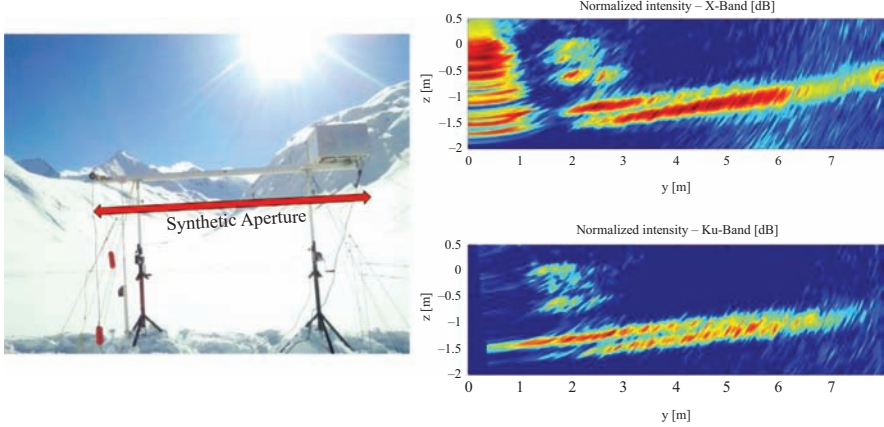 Synthetic Aperture
Normalized intensity – X-Band [dB]
0.5
0
–0.5
–1
–1.5
–2
z [m]
0 1 2 3 4 5 6 7
y [m]
Normalized intensity – Ku-Band [dB]
0.5
0
–0.5
–1
–1.5
–2
z [m]
0 1 2 3 4 5 6 7
y [m]